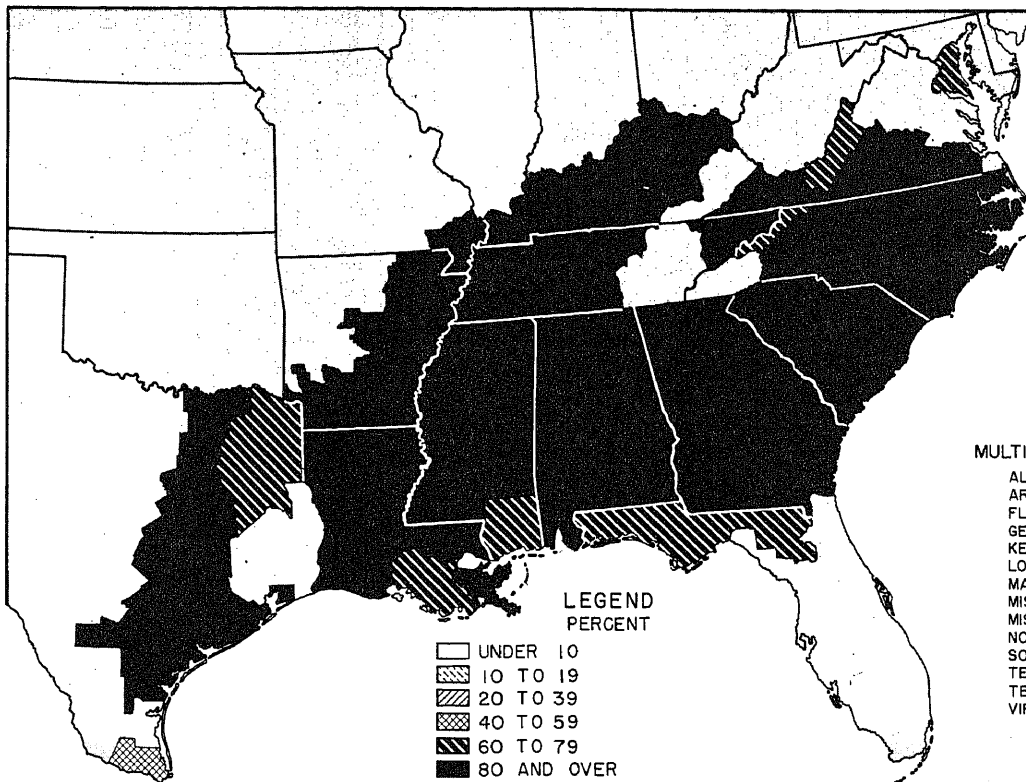 MULTI
AL
AR
FL
GE
KE
LO
MA
MIS
MIS
NO
SO
TE
TE
VIF
LEGEND
PERCENT
UNDER 10
10 TO 19
20 TO 39
40 TO 59
60 TO 79
80 AND OVER